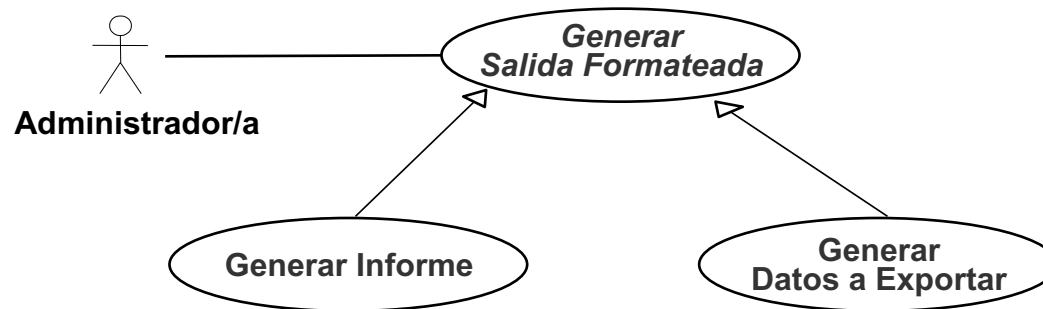 Generar
Salida Formateada
Administrador/a
Generar Informe
Generar
Datos a Exportar